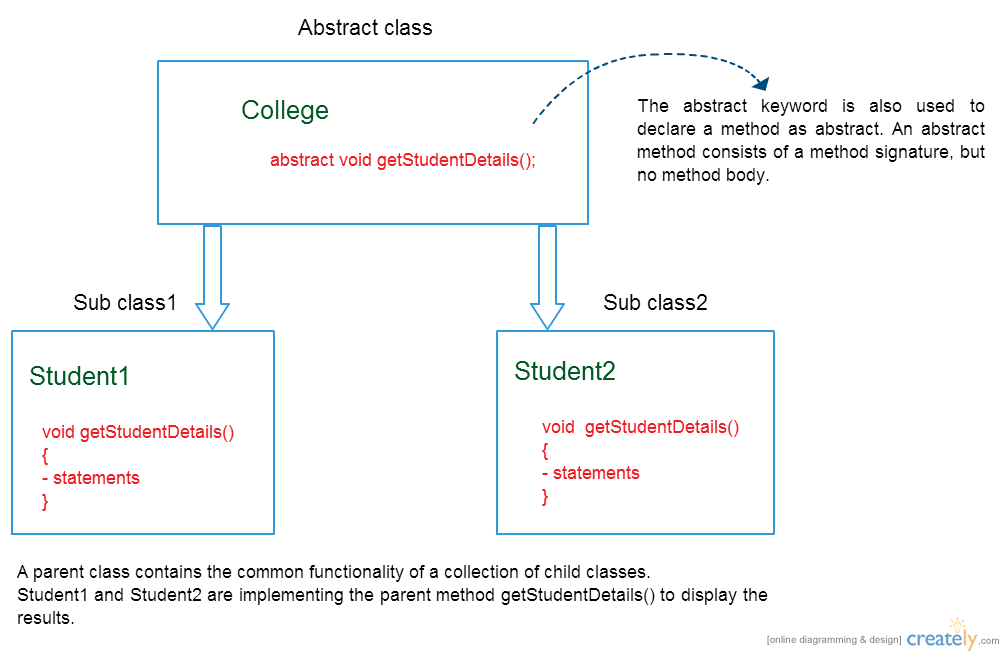 Abstract class
College
abstract void getStudentDetails();
The abstract keyword is also used to
declare a method as abstract. An abstract
method consists of a method signature, but
no method body.
Sub class1
Sub class2
Student1
void getStudentDetails()
{
- statements
}
Student2
void  getStudentDetails()
{
- statements
}
A parent class contains the common functionality of a collection of child classes.
Student1 and Student2 are implementing the parent method getStudentDetails() to display the
results.
[online diagramming & design] creately.com